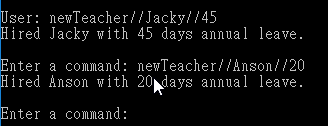 User: newTeacher//Jacky//45
Hired Jacky with 45 days annual leave.
Enter a command: newTeacher//Anson//20
Hired Anson with 20 days annual leave.
Enter a command: